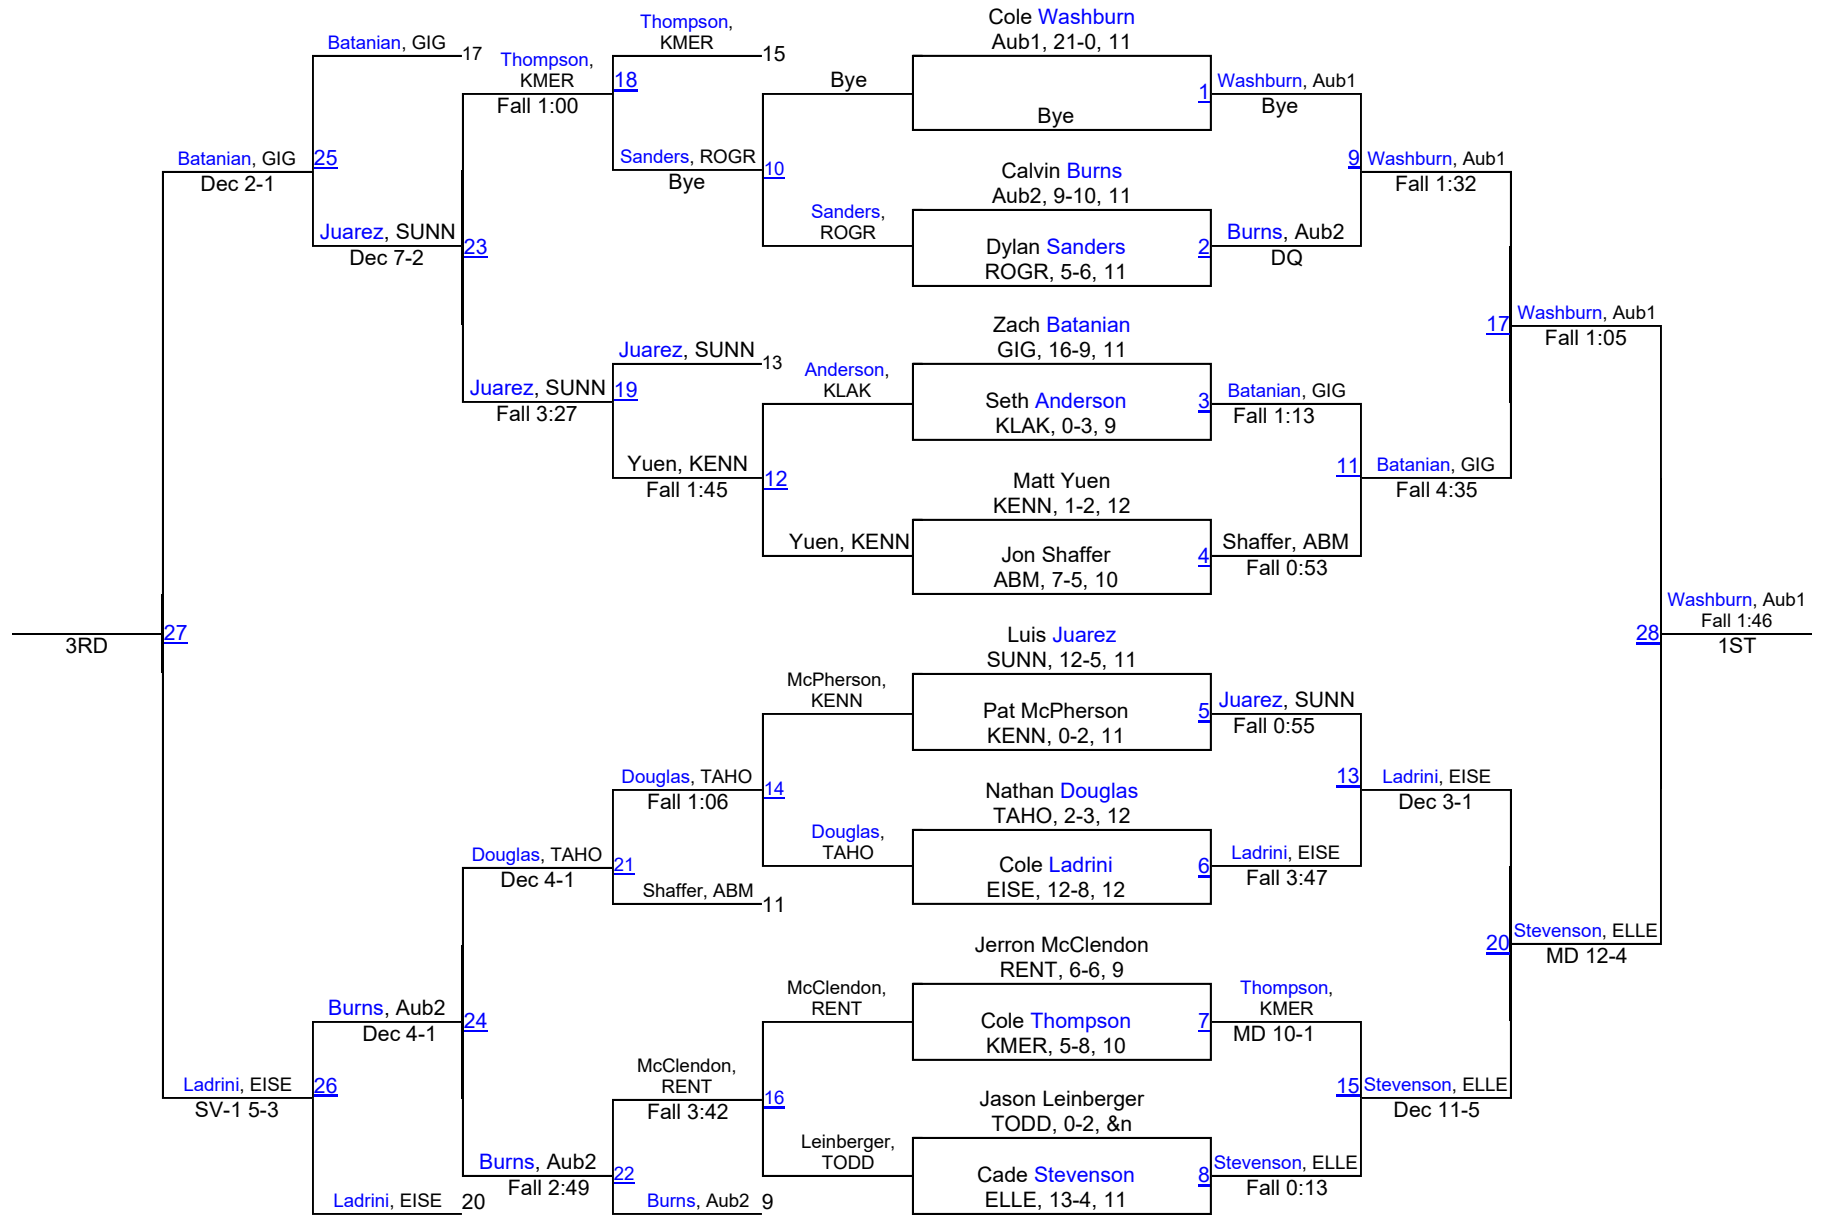 Cole Washburn
Aub1, 21-0, 11
Bye
Calvin Burns
Aub2, 9-10, 11
Dylan Sanders
ROGR, 5-6, 11
Zach Batanian
GIG, 16-9, 11
Seth Anderson
KLAK, 0-3, 9
Matt Yuen
KENN, 1-2, 12
Jon Shaffer
ABM, 7-5, 10
Luis Juarez
SUNN, 12-5, 11
Pat McPherson
KENN, 0-2, 11
Nathan Douglas
TAHO, 2-3, 12
Cole Ladrini
EISE, 12-8, 12
Jerron McClendon
RENT, 6-6, 9
Cole Thompson
KMER, 5-8, 10
Jason Leinberger
TODD, 0-2, &n
Cade Stevenson
ELLE, 13-4, 11
1
Washburn, Aub1
Bye
2
Burns, Aub2
DQ
3
Batanian, GIG
Fall 1:13
4
Shaffer, ABM
Fall 0:53
5
Juarez, SUNN
Fall 0:55
6
Ladrini, EISE
Fall 3:47
7
Thompson,
KMER
MD 10-1
8
Stevenson, ELLE
Fall 0:13
9
Washburn, Aub1
Fall 1:32
11
Batanian, GIG
Fall 4:35
13
Ladrini, EISE
Dec 3-1
15
Stevenson, ELLE
Dec 11-5
17
Washburn, Aub1
Fall 1:05
20
Stevenson, ELLE
MD 12-4
28
Washburn, Aub1
Fall 1:46
1ST
Bye
Sanders,
ROGR
Anderson,
KLAK
Yuen, KENN
McPherson,
KENN
Douglas,
TAHO
McClendon,
RENT
Leinberger,
TODD
Thompson,
KMER
15
10
Sanders, ROGR
Bye
Juarez, SUNN
13
12
Yuen, KENN
Fall 1:45
14
Douglas, TAHO
Fall 1:06
Shaffer, ABM
11
16
McClendon,
RENT
Fall 3:42
Burns, Aub2
9
18
Thompson,
KMER
Fall 1:00
19
Juarez, SUNN
Fall 3:27
21
Douglas, TAHO
Dec 4-1
22
Burns, Aub2
Fall 2:49
Batanian, GIG
17
23
Juarez, SUNN
Dec 7-2
24
Burns, Aub2
Dec 4-1
Ladrini, EISE
20
25
Batanian, GIG
Dec 2-1
26
Ladrini, EISE
SV-1 5-3
27
3RD